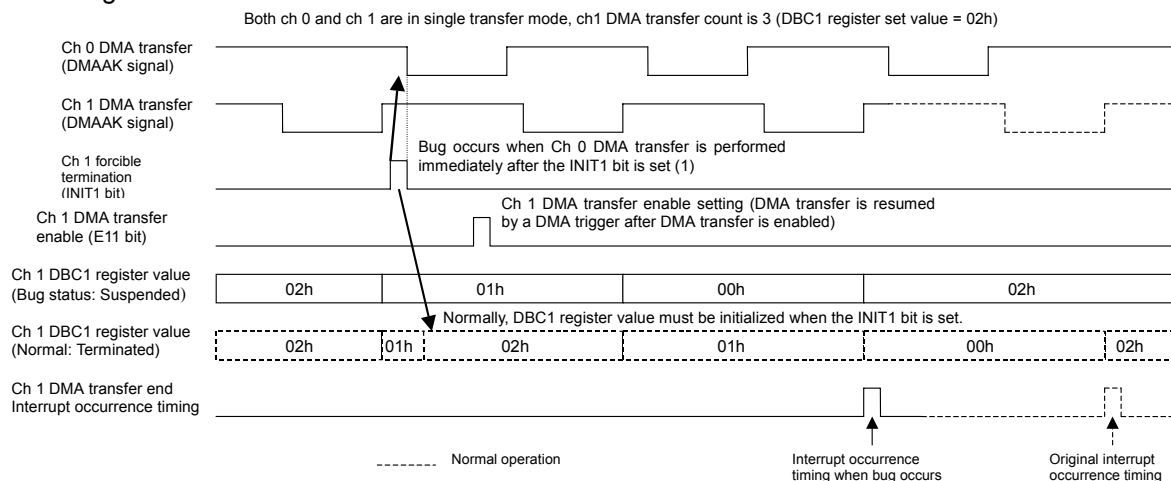 Both ch 0 and ch 1 are in single transfer mode, ch1 DMA transfer count is 3 (DBC1 register set value = 02h)
Ch 0 DMA transfer
(DMAAK signal)
Ch 1 DMA transfer
(DMAAK signal)
Bug occurs when Ch 0 DMA transfer is performed
immediately after the INIT1 bit is set (1)
Ch 1 forcible
termination
(INIT1 bit)
Ch 1 DMA transfer enable setting (DMA transfer is resumed
by a DMA trigger after DMA transfer is enabled)
Ch 1 DMA transfer
enable (E11 bit)
Ch 1 DBC1 register value
(Bug status: Suspended)
02h 01h 00h 02h
Normally, DBC1 register value must be initialized when the INIT1 bit is set.
Ch 1 DBC1 register value
(Normal: Terminated)
02h 01h 02h 01h 00h 02h
Ch 1 DMA transfer end
Interrupt occurrence timing
Normal operation
Interrupt occurrence
timing when bug occurs
Original interrupt
occurrence timing